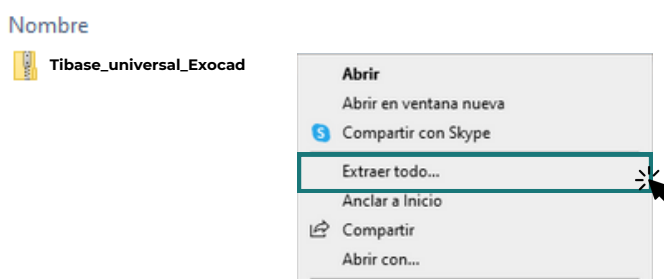 Nombre
Tibase_universal_Exocad
Abrir
Abrir en ventana nueva
Compartir con Skype
Extraer todo...
Anclar a Inicio
Compartir
Abrir con...